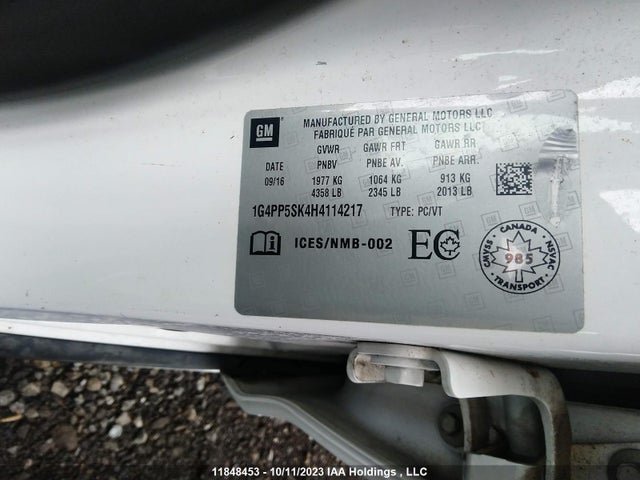 MANUFACTURED BY GENERAL MOTORS LLC
FABRIQUÉ PAR GENERAL MOTORS LLC
GM
GVWR GAWR FRT GAWR RR
DATE PNBV PNBE AV. PNBE ARR.
09/16 1977 KG 1064 KG 913 KG
4358 LB 2345 LB 2013 LB
1G4PP5SK4H4114217 TYPE: PC/VT
i ICES/NMB-002 EC
CMVSS · CANADA · NSVAC
985
TRANSPORT
11848453 - 10/11/2023 IAA Holdings , LLC